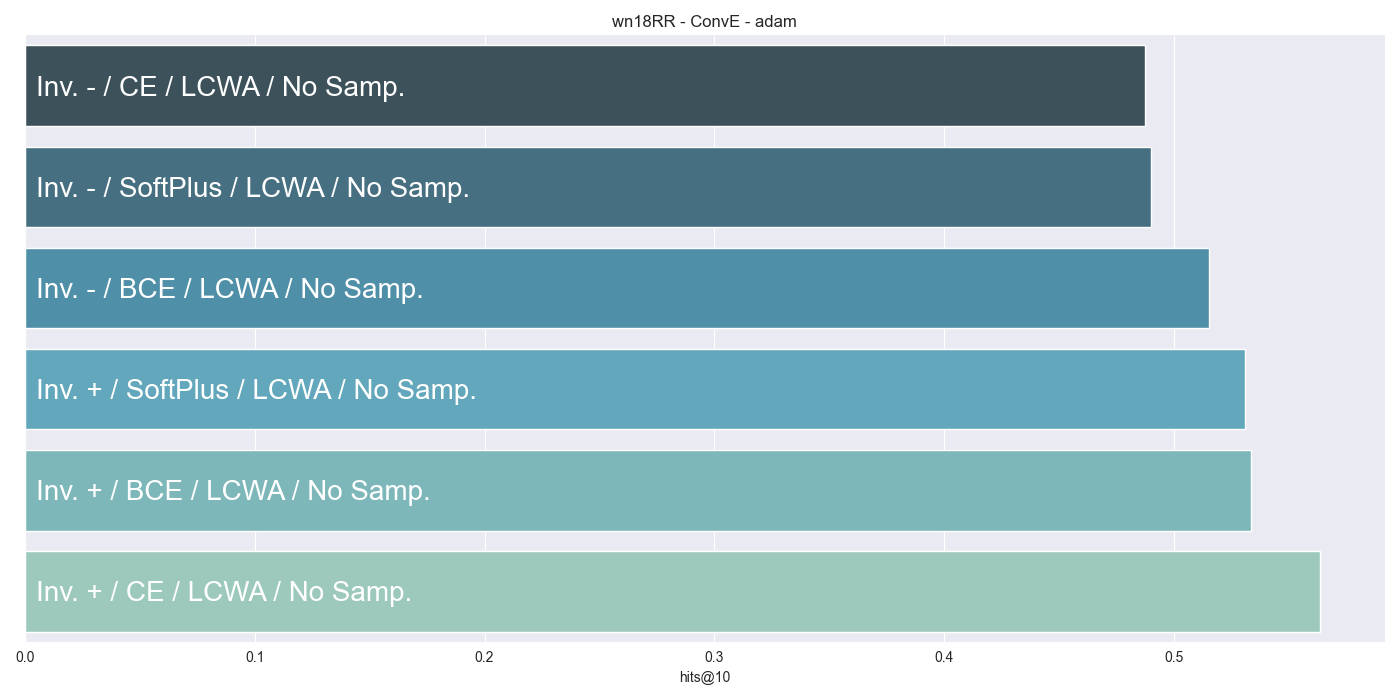 wn18RR - ConvE - adam
Inv. - / CE / LCWA / No Samp.
Inv. - / SoftPlus / LCWA / No Samp.
Inv. - / BCE / LCWA / No Samp.
Inv. + / SoftPlus / LCWA / No Samp.
Inv. + / BCE / LCWA / No Samp.
Inv. + / CE / LCWA / No Samp.
0.0 0.1 0.2 0.3 0.4 0.5
hits@10